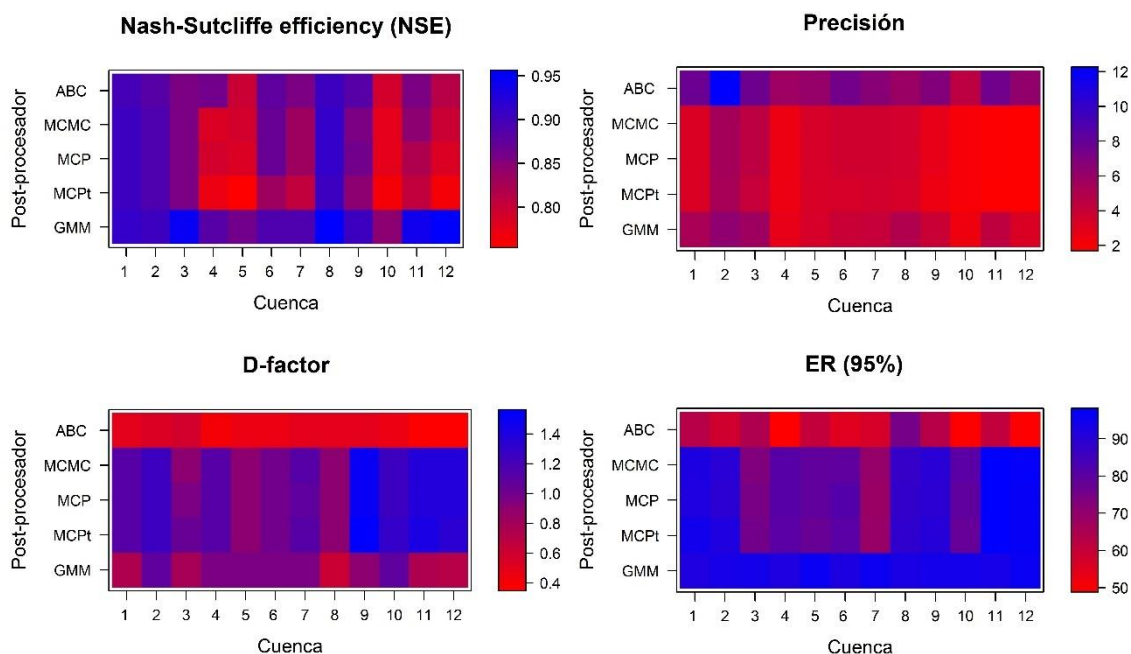 Nash-Sutcliffe efficiency (NSE)
Post-procesador
ABC
MCMC
MCP
MCPt
GMM
1 2 3 4 5 6 7 8 9 10 11 12
Cuenca
0.95
0.90
0.85
0.80
Precisión
Post-procesador
ABC
MCMC
MCP
MCPt
GMM
1 2 3 4 5 6 7 8 9 10 11 12
Cuenca
12
10
8
6
4
2
D-factor
Post-procesador
ABC
MCMC
MCP
MCPt
GMM
1 2 3 4 5 6 7 8 9 10 11 12
Cuenca
1.4
1.2
1.0
0.8
0.6
0.4
ER (95%)
Post-procesador
ABC
MCMC
MCP
MCPt
GMM
1 2 3 4 5 6 7 8 9 10 11 12
Cuenca
90
80
70
60
50